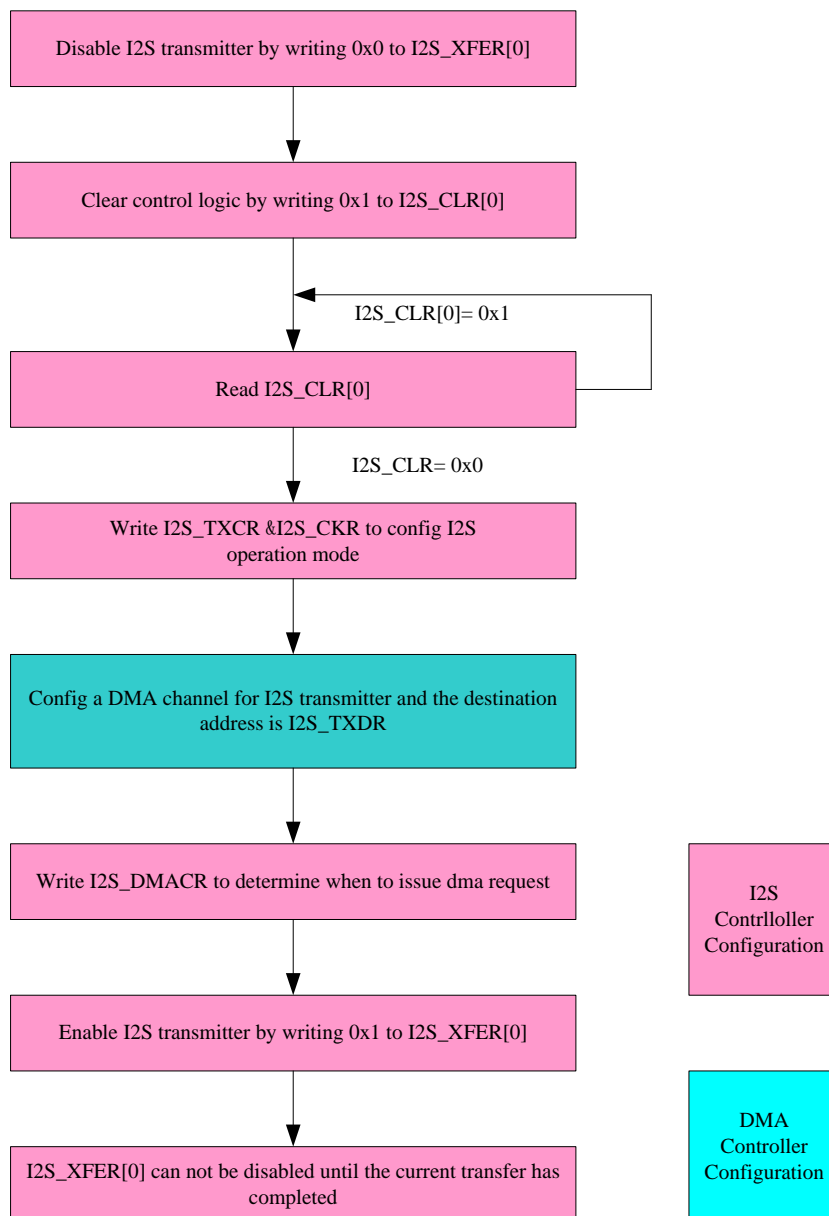 Disable I2S transmitter by writing 0x0 to I2S_XFER[0]
Clear control logic by writing 0x1 to I2S_CLR[0]
I2S_CLR[0]= 0x1
Read I2S_CLR[0]
I2S_CLR= 0x0
Write I2S_TXCR &I2S_CKR to config I2S
operation mode
Config a DMA channel for I2S transmitter and the destination
address is I2S_TXDR
Write I2S_DMACR to determine when to issue dma request
I2S
Contrlloller
Configuration
Enable I2S transmitter by writing 0x1 to I2S_XFER[0]
I2S_XFER[0] can not be disabled until the current transfer has
completed
DMA
Controller
Configuration